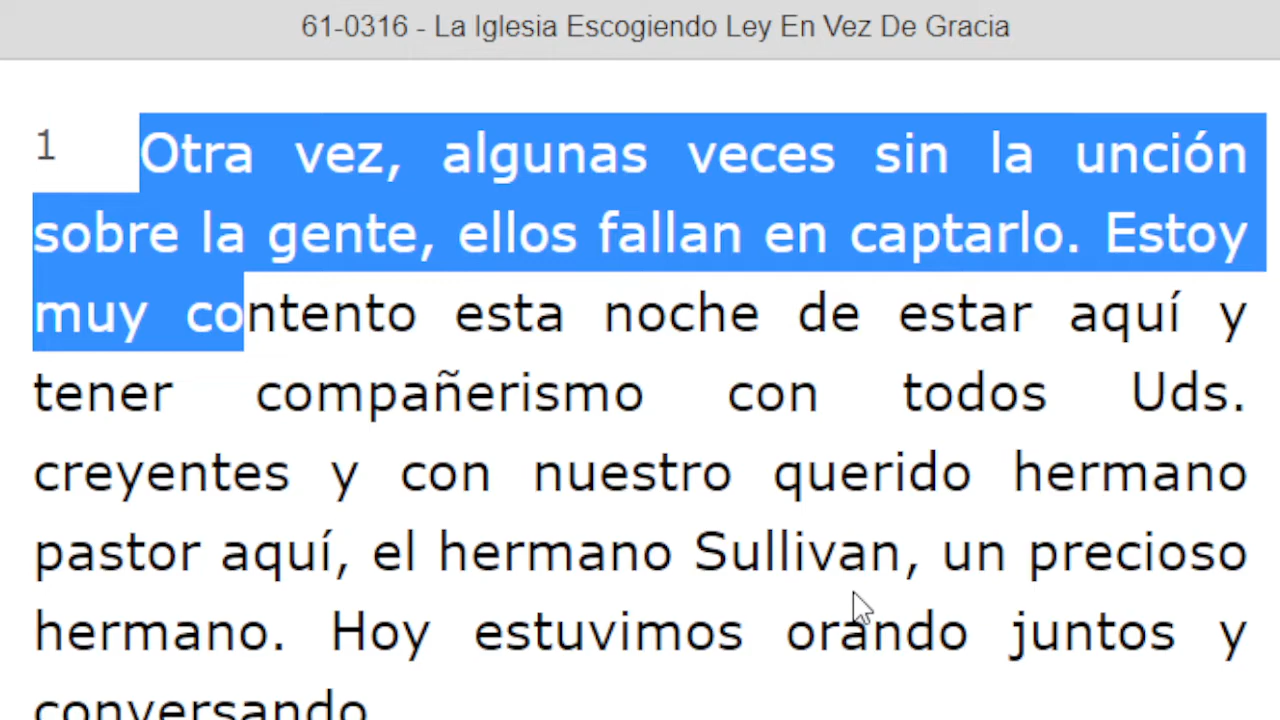 61-0316 - La Iglesia Escogiendo Ley En Vez De Gracia
1 Otra vez, algunas veces sin la unción
sobre la gente, ellos fallan en captarlo. Estoy
muy contento esta noche de estar aquí y
tener compañerismo con todos Uds.
creyentes y con nuestro querido hermano
pastor aquí, el hermano Sullivan, un precioso
hermano. Hoy estuvimos orando juntos y
conversando